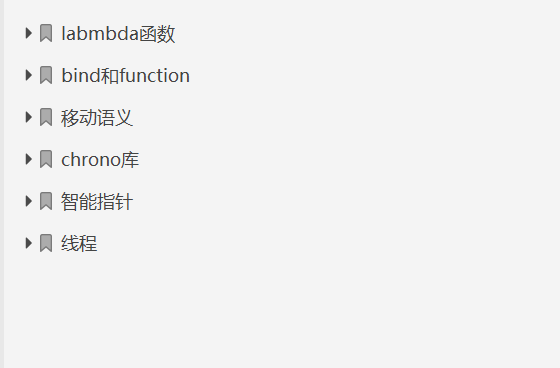 labmbda函数
bind和function
移动语义
chrono库
智能指针
线程